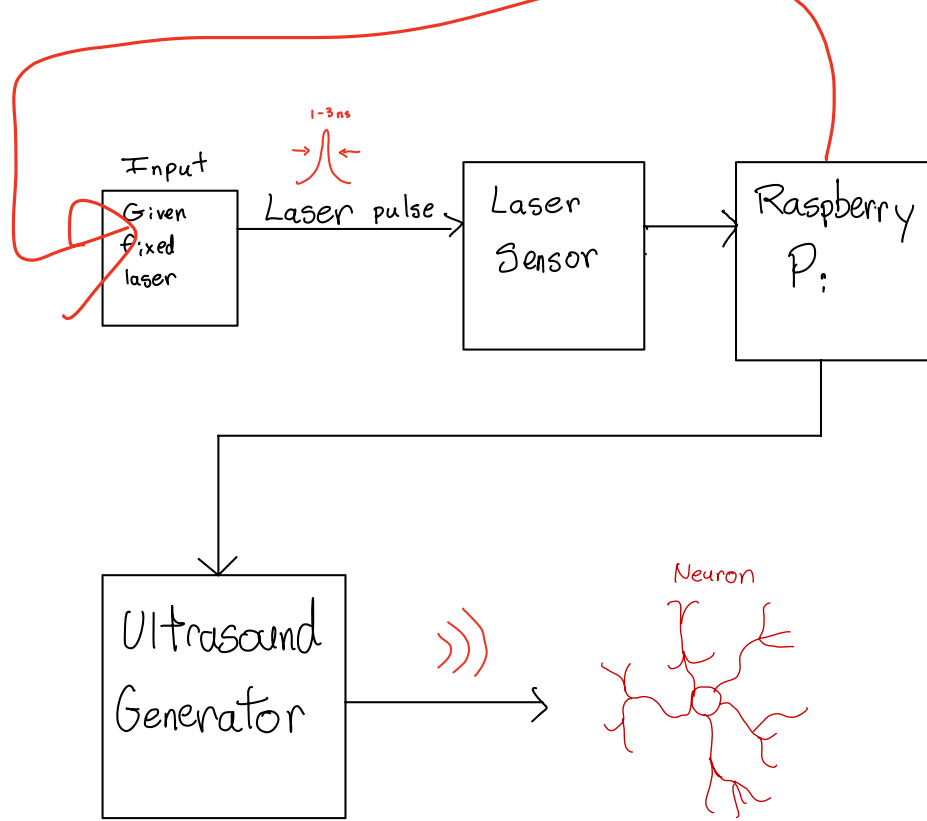 1-3ns
Input
Given
fixed
laser
Laser pulse
Laser
Sensor
Raspberry
Pi
Ultrasound
Generator
Neuron